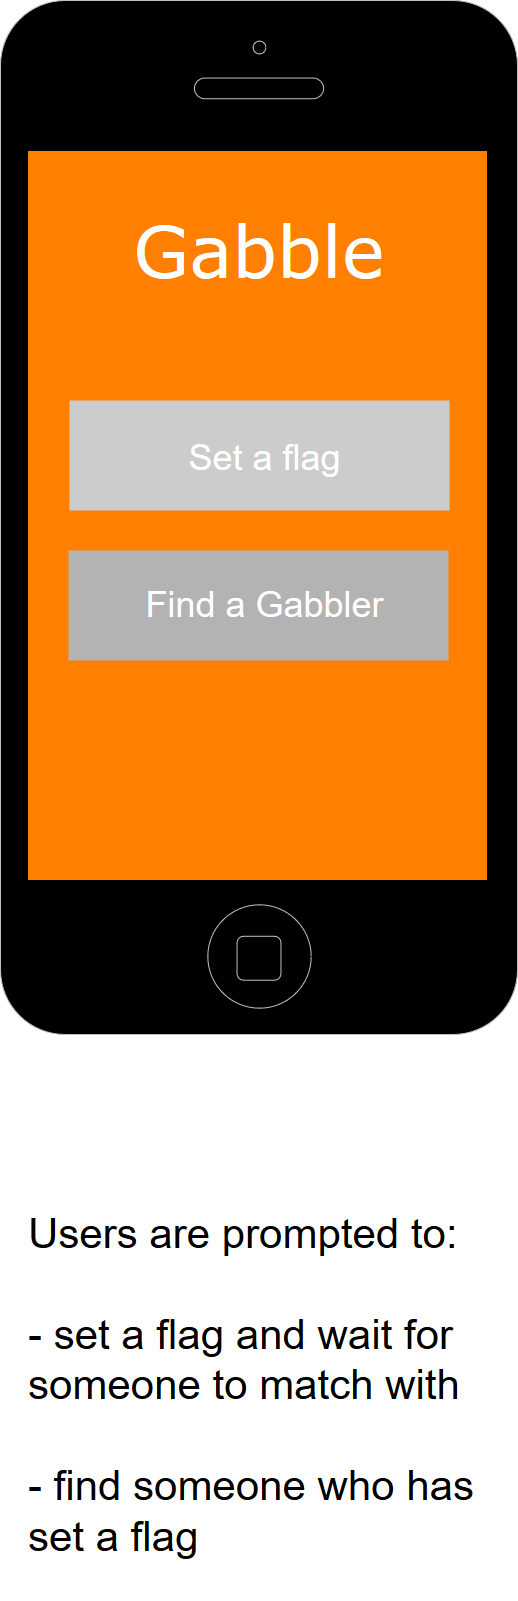 Gabble
Set a flag
Find a Gabbler
Users are prompted to:
- set a flag and wait for
someone to match with
- find someone who has
set a flag